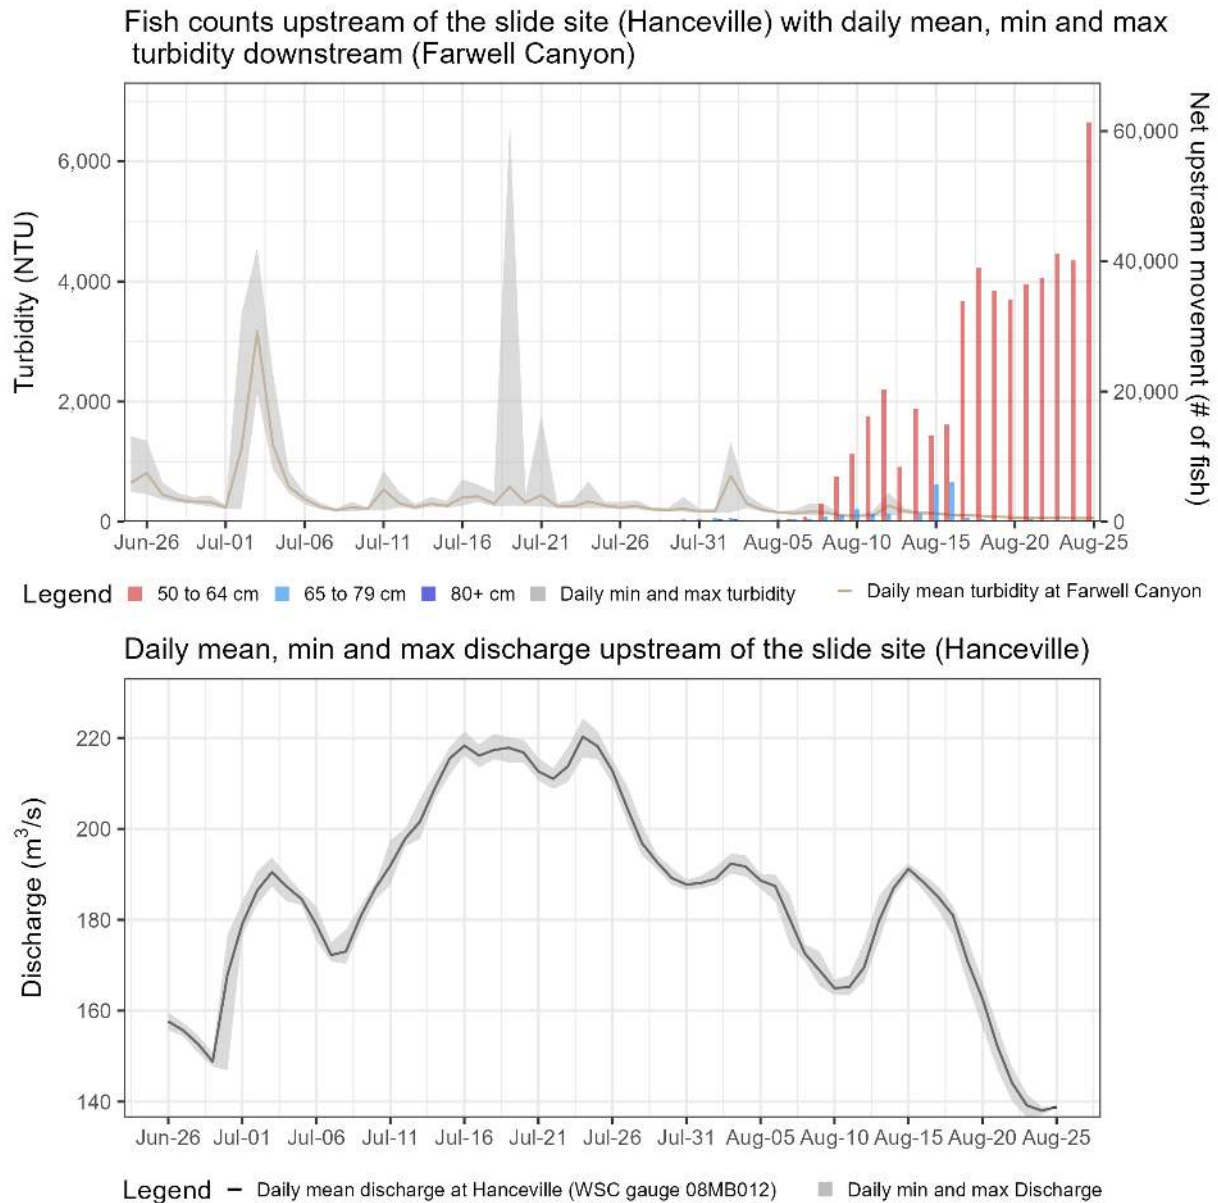 Fish counts upstream of the slide site (Hanceville) with daily mean, min and max
turbidity downstream (Farwell Canyon)
Turbidity (NTU)
6,000
4,000
2,000
0
60,000
40,000
20,000
0
Net upstream movement (# of fish)
Jun-26 Jul-01 Jul-06 Jul-11 Jul-16 Jul-21 Jul-26 Jul-31 Aug-05 Aug-10 Aug-15 Aug-20 Aug-25
Legend 50 to 64 cm 65 to 79 cm 80+ cm Daily min and max turbidity Daily mean turbidity at Farwell Canyon
Daily mean, min and max discharge upstream of the slide site (Hanceville)
Discharge (m³/s)
220
200
180
160
140
Jun-26 Jul-01 Jul-06 Jul-11 Jul-16 Jul-21 Jul-26 Jul-31 Aug-05 Aug-10 Aug-15 Aug-20 Aug-25
Legend Daily mean discharge at Hanceville (WSC gauge 08MB012) Daily min and max Discharge